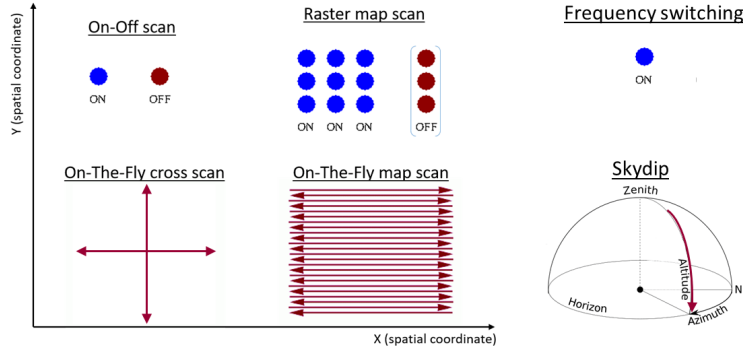 On-Off scan
Raster map scan
Frequency switching
ON
OFF
ON
ON
ON
OFF
ON
Y (spatial coordinate)
On-The-Fly cross scan
On-The-Fly map scan
Skydip
Zenith
Altitude
N
Horizon
Azimuth
X (spatial coordinate)